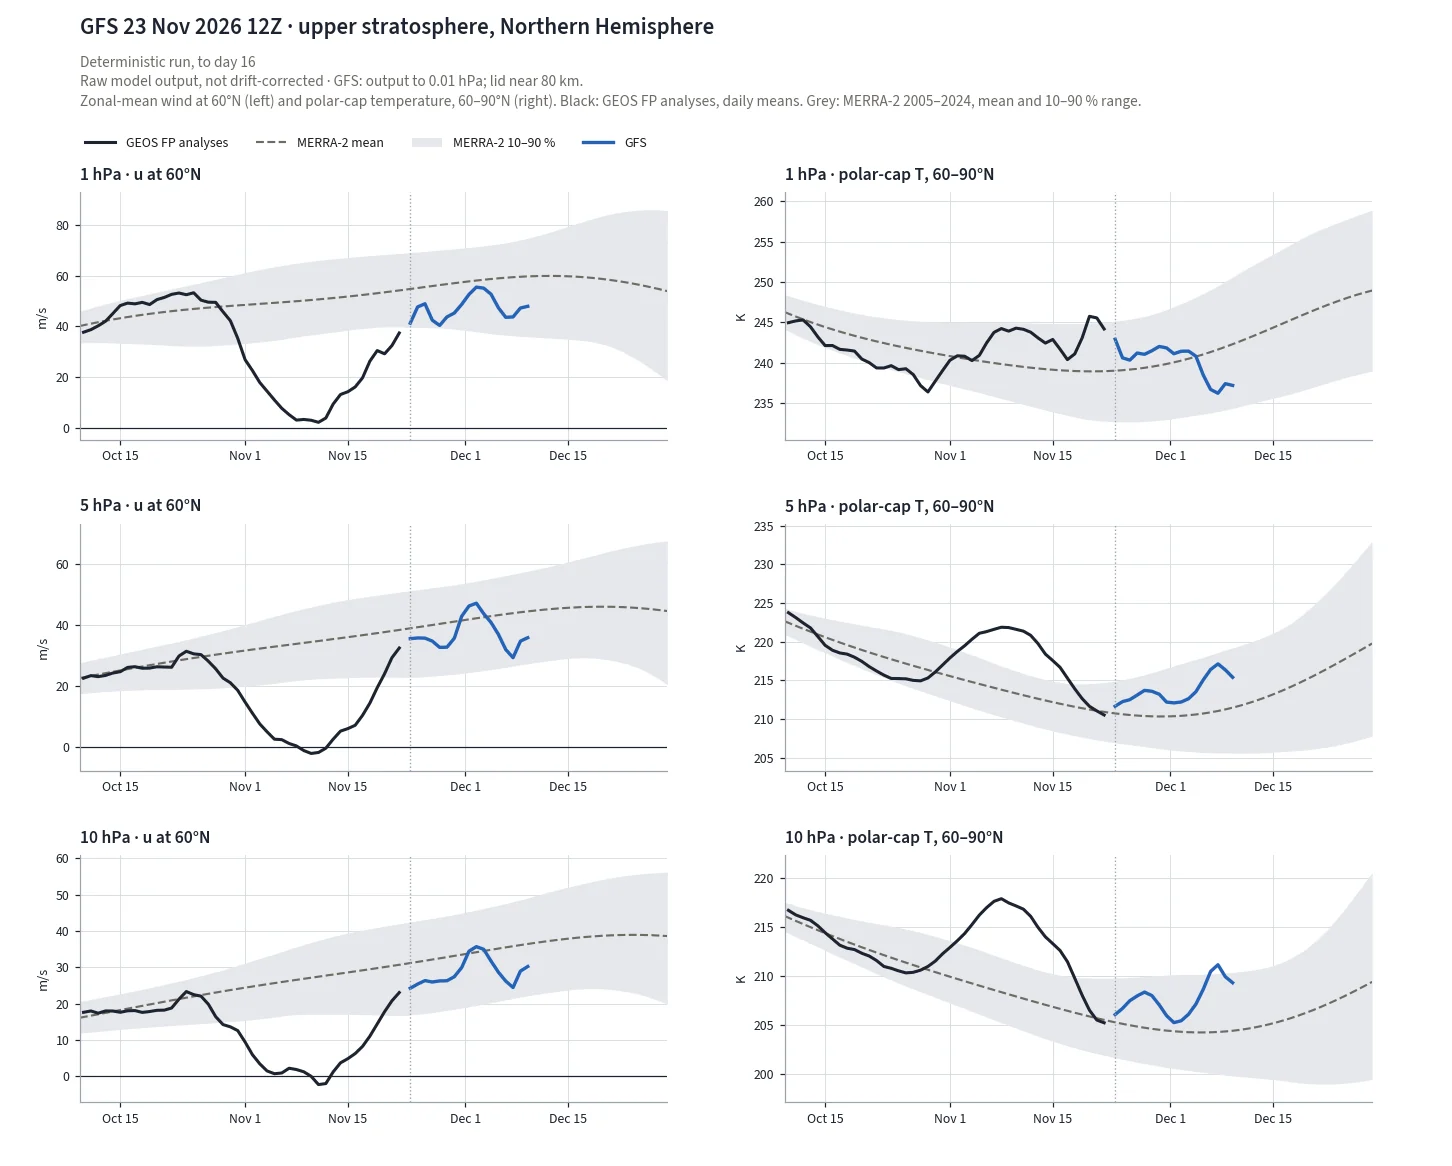 GFS 23 Nov 2026 12Z · upper stratosphere, Northern Hemisphere
Deterministic run, to day 16
Raw model output, not drift-corrected · GFS: output to 0.01 hPa; lid near 80 km.
Zonal-mean wind at 60°N (left) and polar-cap temperature, 60–90°N (right). Black: GEOS FP analyses, daily means. Grey: MERRA-2 2005–2024, mean and 10–90 % range.
GEOS FP analyses MERRA-2 mean MERRA-2 10–90 % GFS
1 hPa · u at 60°N
80
60
40
20
0
m/s
Oct 15 Nov 1 Nov 15 Dec 1 Dec 15
1 hPa · polar-cap T, 60–90°N
260
255
250
245
240
235
K
Oct 15 Nov 1 Nov 15 Dec 1 Dec 15
5 hPa · u at 60°N
60
40
20
0
m/s
Oct 15 Nov 1 Nov 15 Dec 1 Dec 15
5 hPa · polar-cap T, 60–90°N
235
230
225
220
215
210
205
K
Oct 15 Nov 1 Nov 15 Dec 1 Dec 15
10 hPa · u at 60°N
60
50
40
30
20
10
0
m/s
Oct 15 Nov 1 Nov 15 Dec 1 Dec 15
10 hPa · polar-cap T, 60–90°N
220
215
210
205
200
K
Oct 15 Nov 1 Nov 15 Dec 1 Dec 15